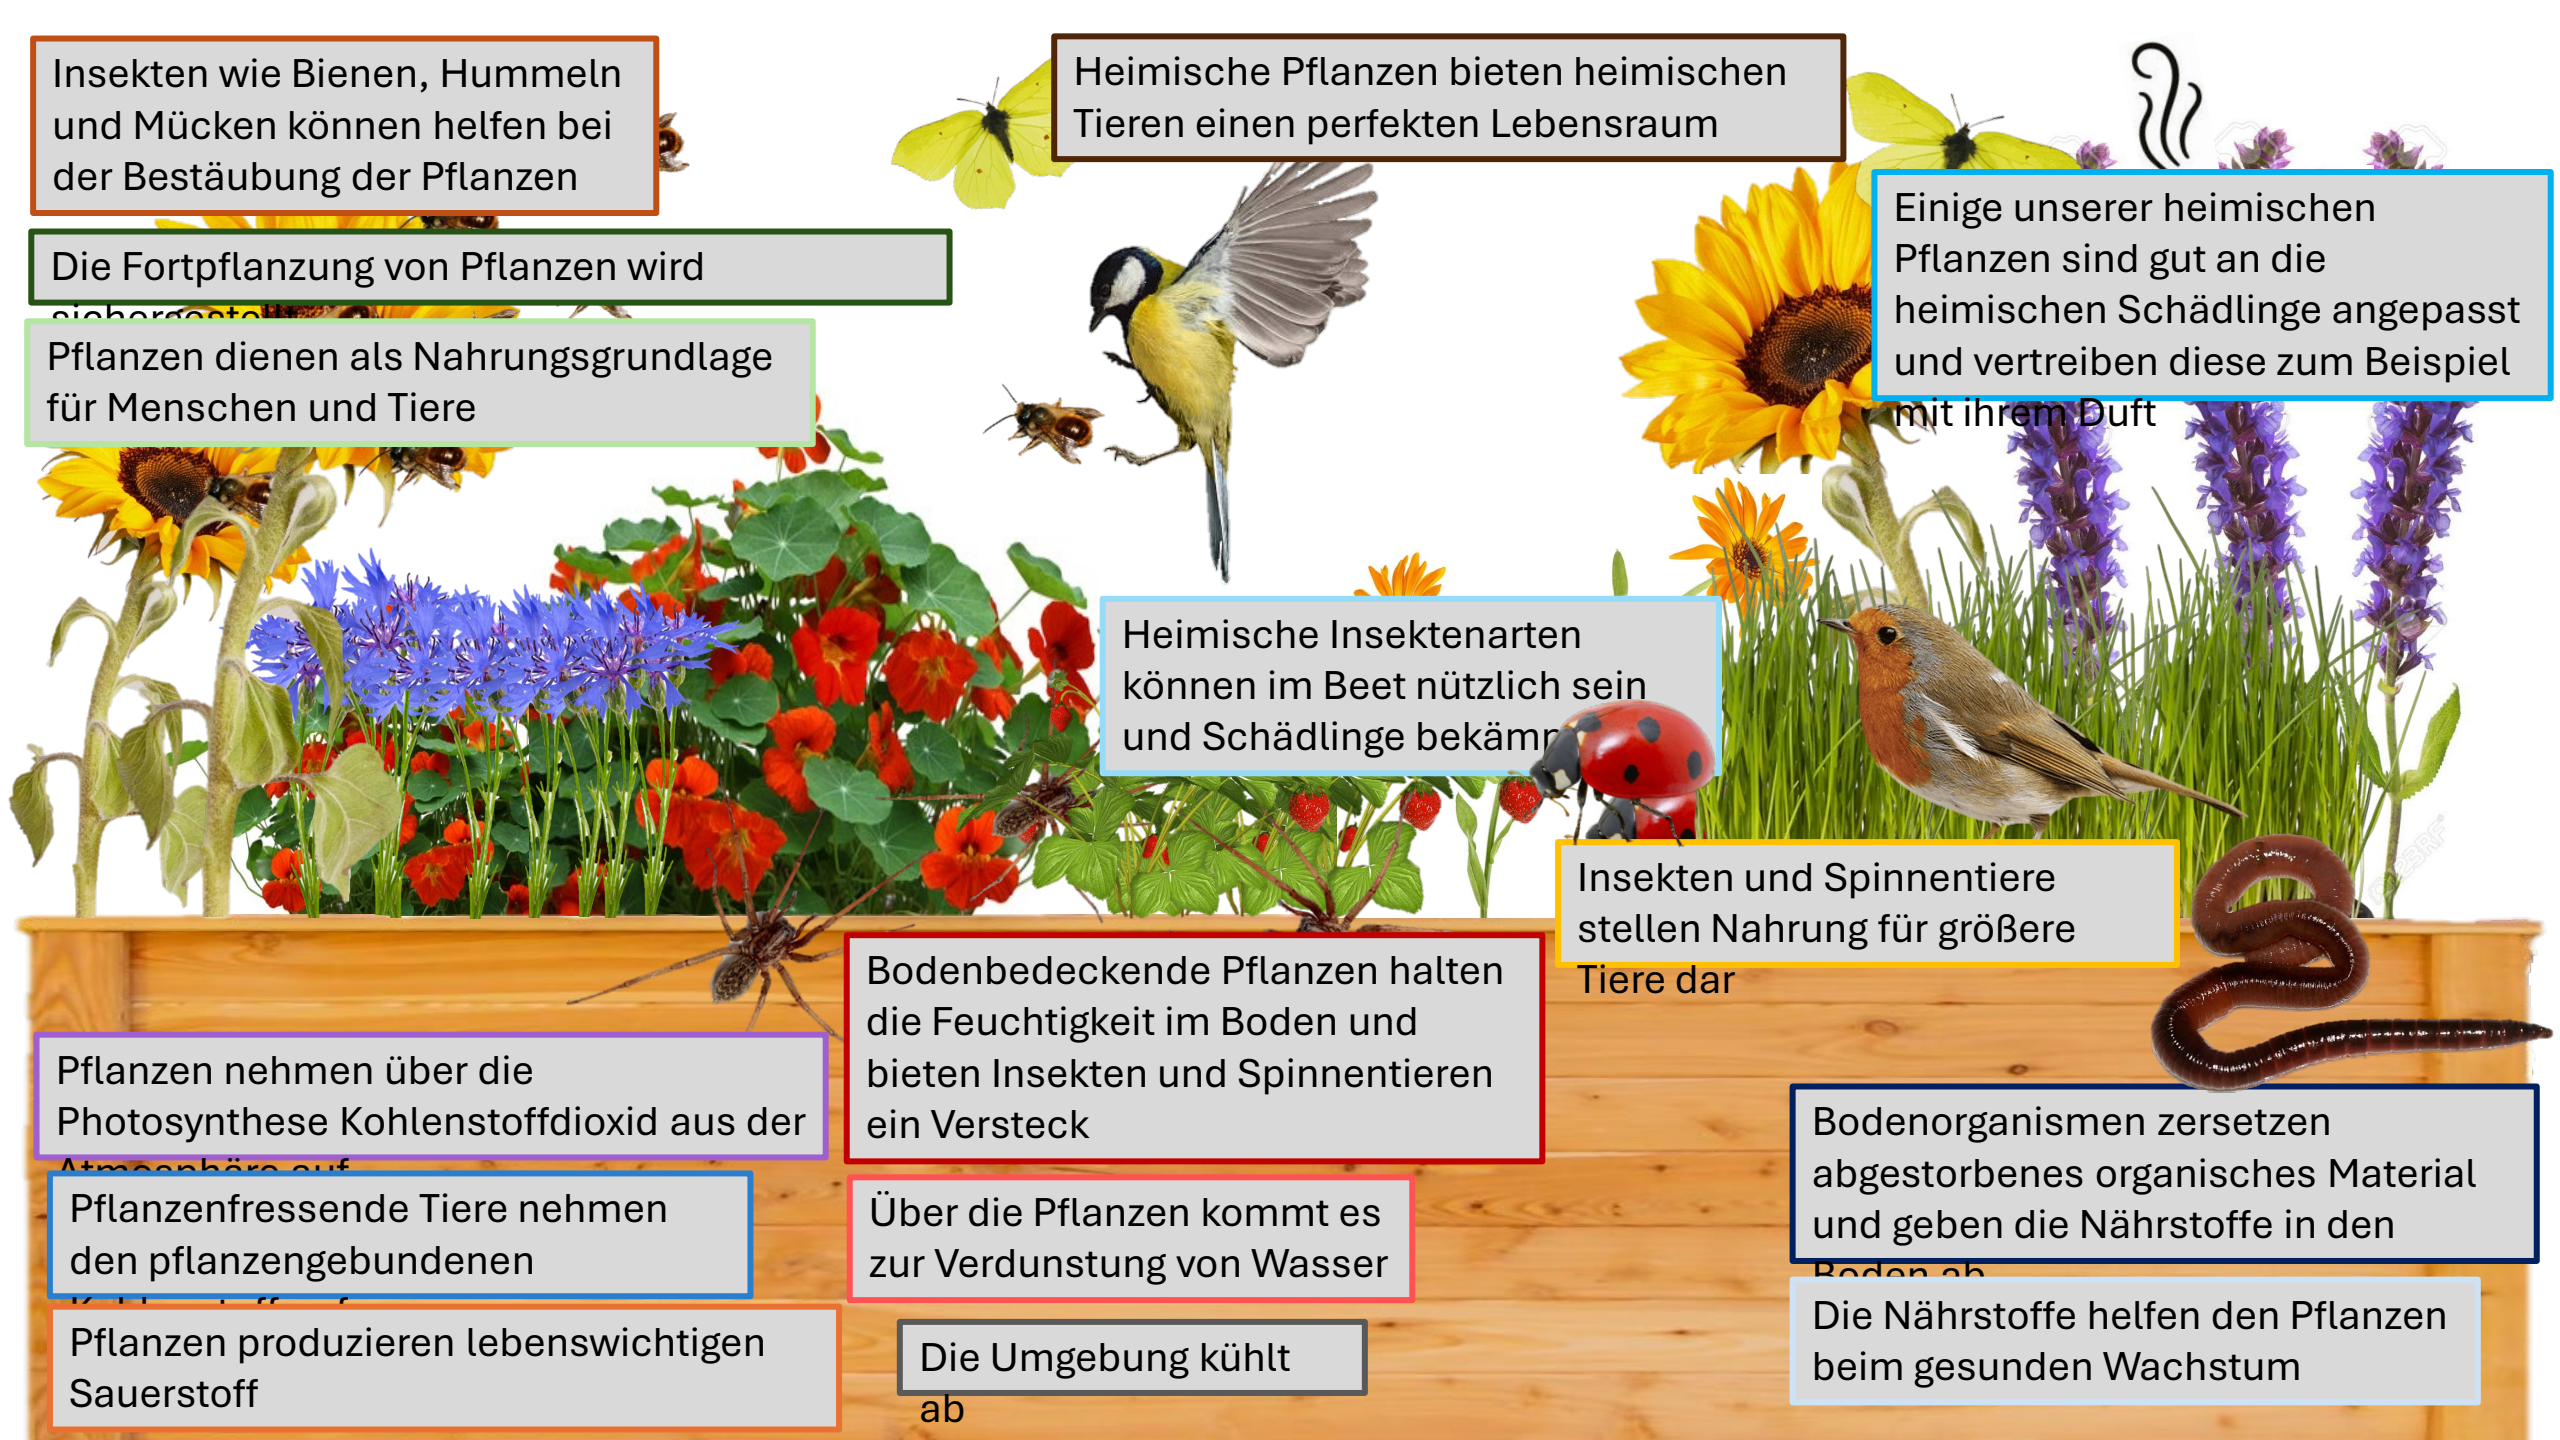 Insekten wie Bienen, Hummeln
und Mücken können helfen bei
der Bestäubung der Pflanzen
Die Fortpflanzung von Pflanzen wird
sichergestellt
Pflanzen dienen als Nahrungsgrundlage
für Menschen und Tiere
Heimische Pflanzen bieten heimischen
Tieren einen perfekten Lebensraum
Einige unserer heimischen
Pflanzen sind gut an die
heimischen Schädlinge angepasst
und vertreiben diese zum Beispiel
mit ihrem Duft
Heimische Insektenarten
können im Beet nützlich sein
und Schädlinge
Insekten und Spinnentiere
stellen Nahrung für größere
Tiere dar
Bodenbedeckende Pflanzen halten
die Feuchtigkeit im Boden und
bieten Insekten und Spinnentieren
ein Versteck
Pflanzen nehmen über die
Photosynthese Kohlenstoffdioxid aus der
Atmosphäre auf
Pflanzenfressende Tiere nehmen
den pflanzengebundenen
Pflanzen produzieren lebenswichtigen
Sauerstoff
Über die Pflanzen kommt es
zur Verdunstung von Wasser
Die Umgebung kühlt
ab
Bodenorganismen zersetzen
abgestorbenes organisches Material
und geben die Nährstoffe in den
Boden ab
Die Nährstoffe helfen den Pflanzen
beim gesunden Wachstum
123RF